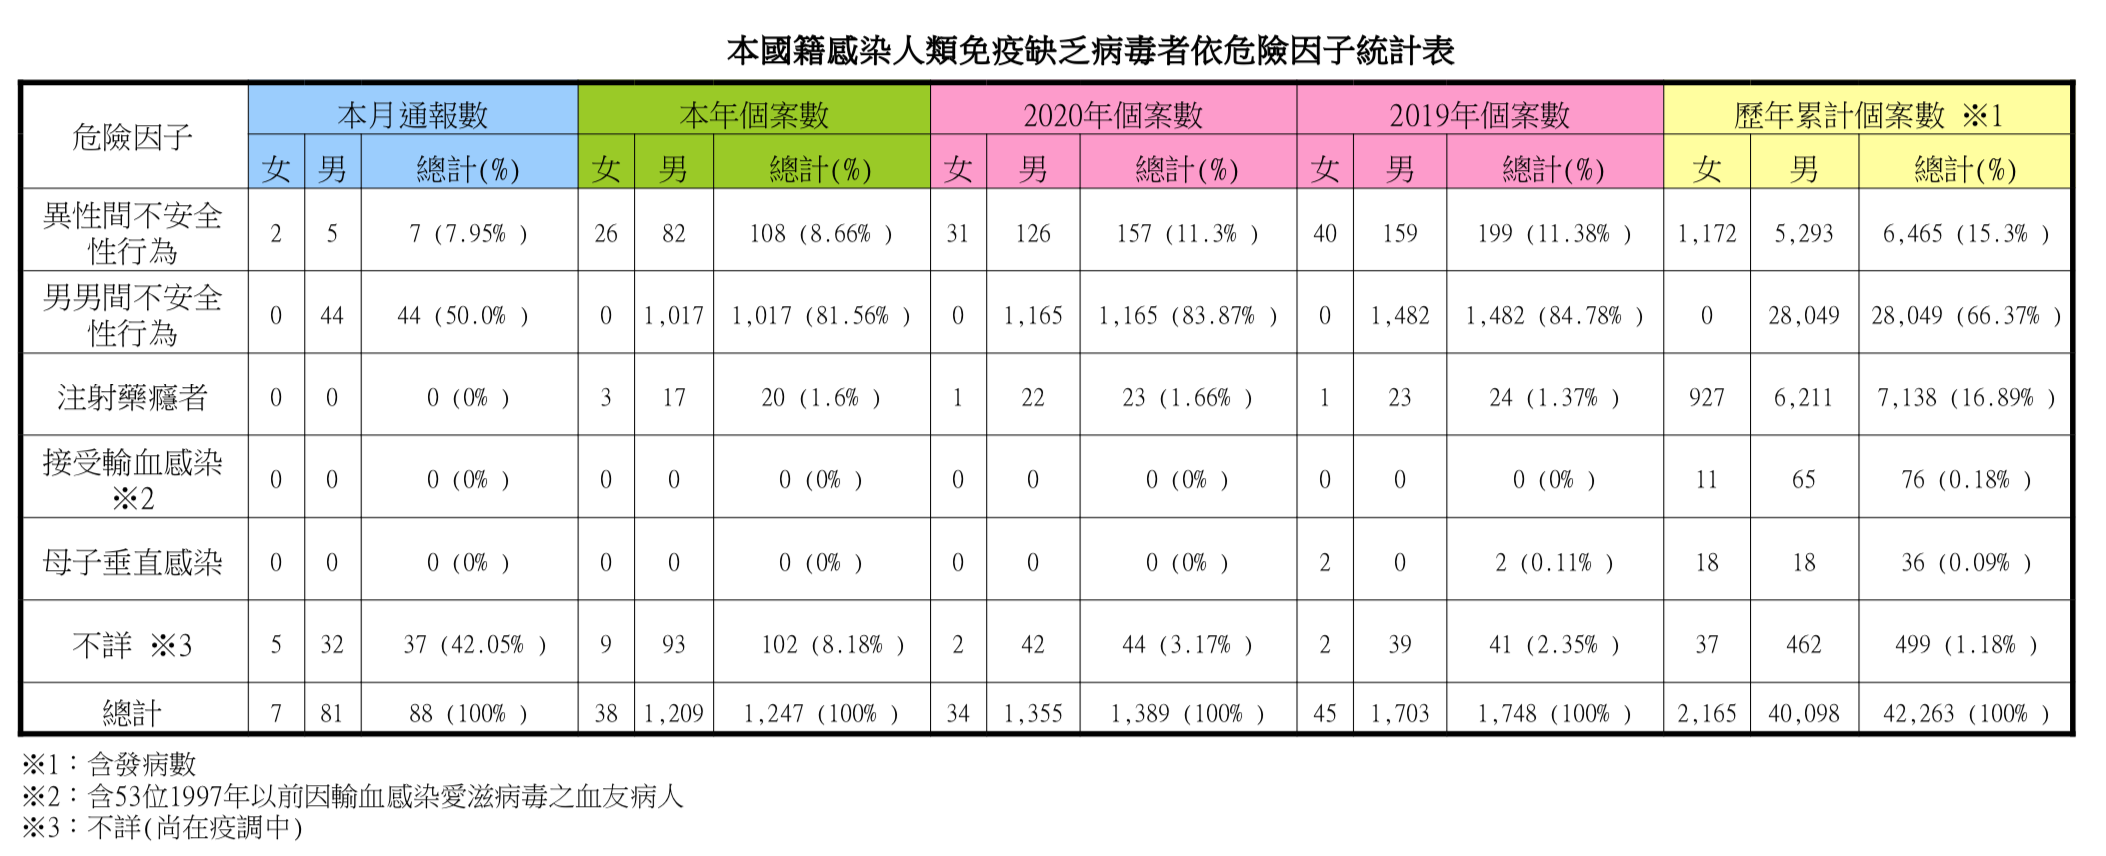 本國籍感染人類免疫缺乏病毒者依危險因子統計表
危險因子 本月通報數 本年個案數 2020年個案數 2019年個案數 歷年累計個案數 ※1
女 男 總計(%) 女 男 總計(%) 女 男 總計(%) 女 男 總計(%) 女 男 總計(%)
異性間不安全
性行為 2 5 7 (7.95% ) 26 82 108 (8.66% ) 31 126 157 (11.3% ) 40 159 199 (11.38% ) 1,172 5,293 6,465 (15.3% )
男男間不安全
性行為 0 44 44 (50.0% ) 0 1,017 1,017 (81.56% ) 0 1,165 1,165 (83.87% ) 0 1,482 1,482 (84.78% ) 0 28,049 28,049 (66.37% )
注射藥癮者 0 0 0 (0% ) 3 17 20 (1.6% ) 1 22 23 (1.66% ) 1 23 24 (1.37% ) 927 6,211 7,138 (16.89% )
接受輸血感染
※2 0 0 0 (0% ) 0 0 0 (0% ) 0 0 0 (0% ) 0 0 0 (0% ) 11 65 76 (0.18% )
母子垂直感染 0 0 0 (0% ) 0 0 0 (0% ) 0 0 0 (0% ) 2 0 2 (0.11% ) 18 18 36 (0.09% )
不詳 ※3 5 32 37 (42.05% ) 9 93 102 (8.18% ) 2 42 44 (3.17% ) 2 39 41 (2.35% ) 37 462 499 (1.18% )
總計 7 81 88 (100% ) 38 1,209 1,247 (100% ) 34 1,355 1,389 (100% ) 45 1,703 1,748 (100% ) 2,165 40,098 42,263 (100% )
※1：含發病數
※2：含53位1997年以前因輸血感染愛滋病毒之血友病人
※3：不詳(尚在疫調中)